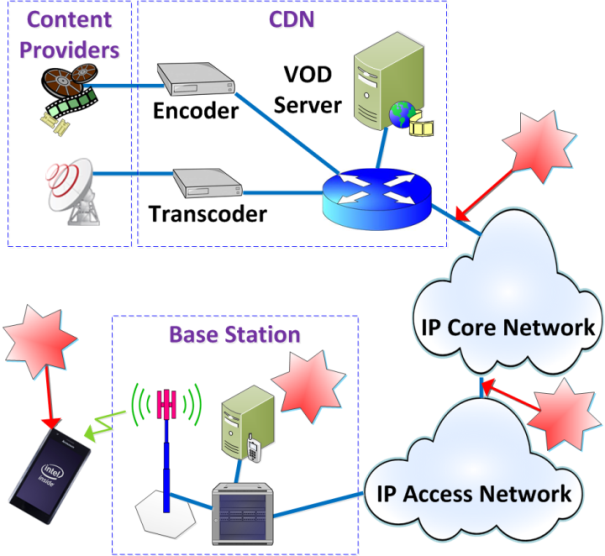 Content
Providers
CDN
Encoder
VOD
Server
Transcoder
IP Core Network
Base Station
intel
inside
IP Access Network